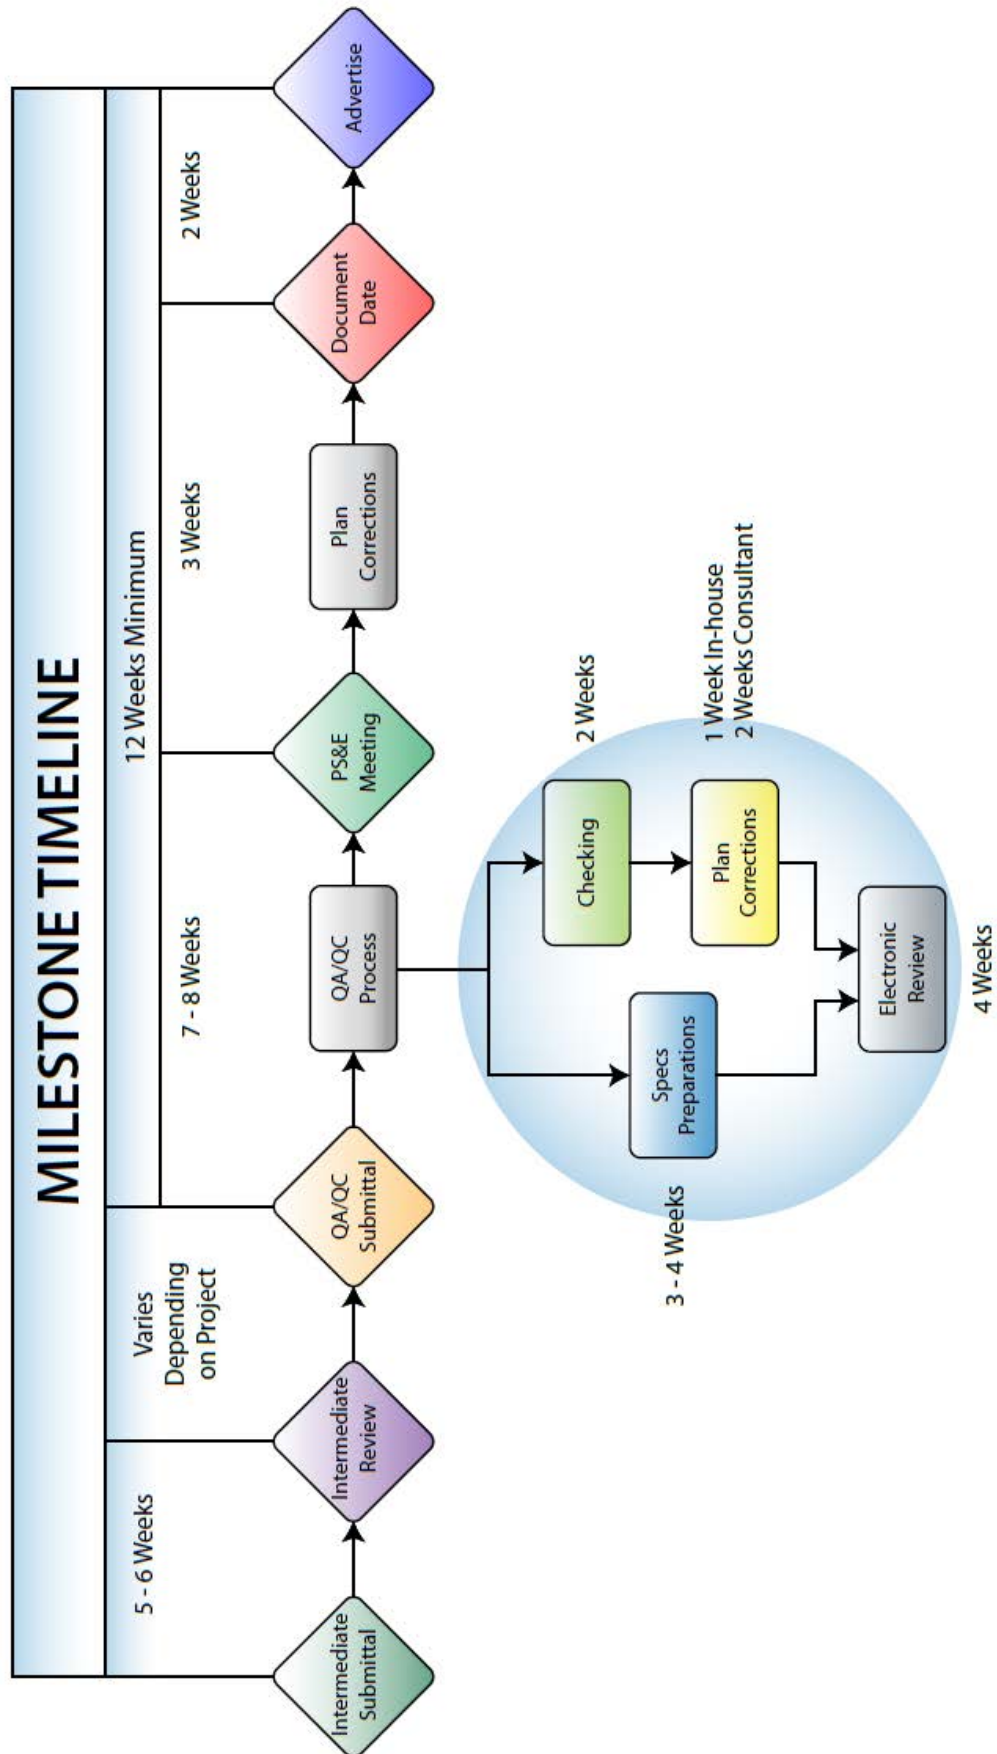 MILESTONE TIMELINE
12 Weeks Minimum
5 - 6 Weeks
Varies
Depending
on Project
7 - 8 Weeks
3 Weeks
2 Weeks
Intermediate
Submittal
Intermediate
Review
QA/QC
Submittal
QA/QC
Process
PS&E
Meeting
Plan
Corrections
Document
Date
Advertise
3 - 4 Weeks
Specs
Preparations
Checking
2 Weeks
Plan
Corrections
1 Week In-house
2 Weeks Consultant
Electronic
Review
4 Weeks